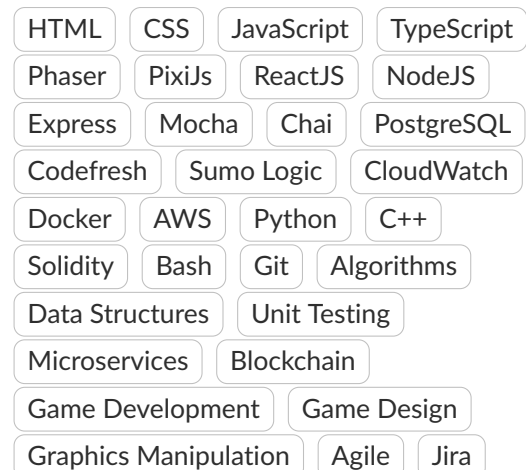 HTML CSS JavaScript TypeScript
Phaser PixiJs ReactJS NodeJS
Express Mocha Chai PostgreSQL
Codefresh Sumo Logic CloudWatch
Docker AWS Python C++
Solidity Bash Git Algorithms
Data Structures Unit Testing
Microservices Blockchain
Game Development Game Design
Graphics Manipulation Agile Jira